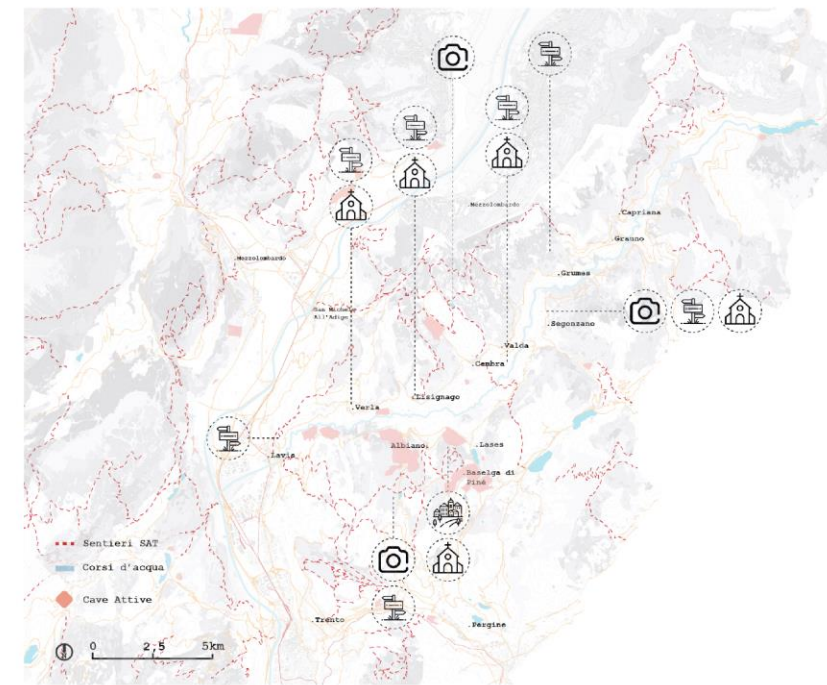 .Mezzolombardo
.Capriana
Grauno
.Mezzolombardo
.Grumes
San Michele
All'Adige
.Segonzano
.Valda
.Cembra
.Lisignago
.Verla
Albiano.
.Lases
.Lavis
.Baselga di
Pinè
Sentieri SAT
Corsi d'acqua
Cave Attive
.Trento
.Pergine
0 2,5 5km